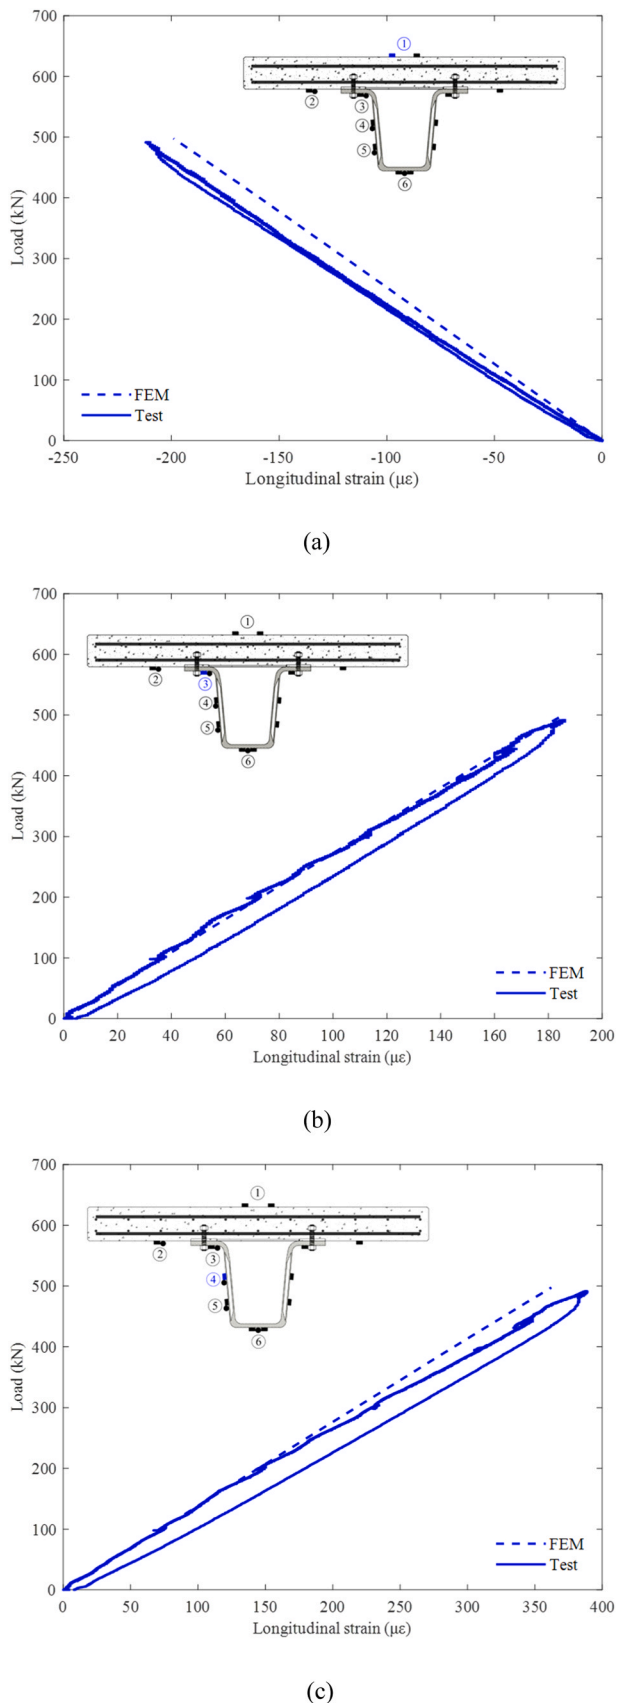 700
600
500
400
300
200
100
0
Load (kN)
①
②
③
④
⑤
⑥
FEM
Test
-250 -200 -150 -100 -50 0
Longitudinal strain (με)
(a)
700
600
500
400
300
200
100
0
Load (kN)
①
②
③
④
⑤
⑥
FEM
Test
0 20 40 60 80 100 120 140 160 180 200
Longitudinal strain (με)
(b)
700
600
500
400
300
200
100
0
Load (kN)
①
②
③
④
⑤
⑥
FEM
Test
0 50 100 150 200 250 300 350 400
Longitudinal strain (με)
(c)